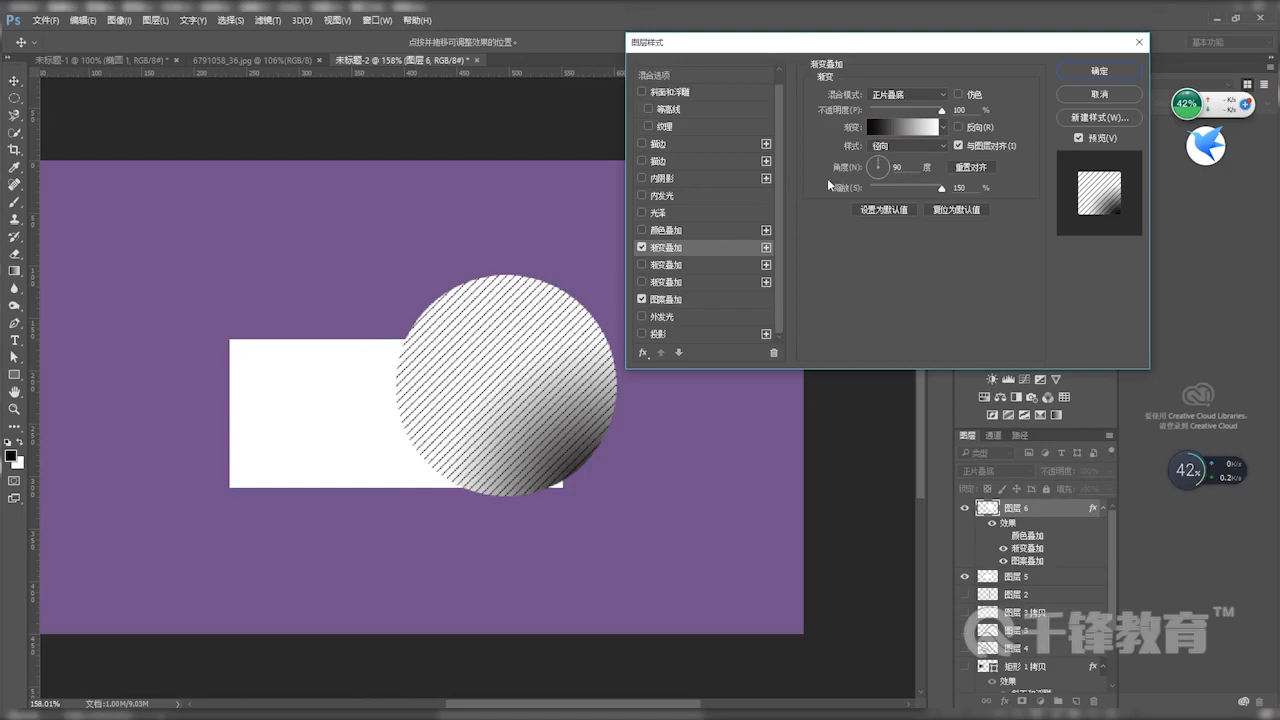 Ps 文件(F) 编辑(E) 图像(I) 图层(L) 文字(Y) 选择(S) 滤镜(T) 3D(D) 视图(V) 窗口(W) 帮助(H)
点按并拖移可调整效果的位置。
基本功能
未标题-1 @ 100% (椭圆 1, RGB/8#) * ×
6791058_36.jpg @ 106%(RGB/8) ×
未标题-2 @ 158% (图层 6, RGB/8#) * ×
图层样式
混合选项
斜面和浮雕
等高线
纹理
描边
描边
内阴影
内发光
光泽
颜色叠加
渐变叠加
渐变叠加
渐变叠加
图案叠加
外发光
投影
fx
渐变叠加
渐变
混合模式: 正片叠底 仿色
不透明度(P): 100 %
渐变: 反向(R)
样式: 径向 与图层对齐(I)
角度(N): 90 度 重置对齐
缩放(S): 150 %
设置为默认值 复位为默认值
确定
取消
新建样式(W)...
预览(V)
42%
- K/s
- K/s
要使用 Creative Cloud Libraries,
请登录到 Creative Cloud
42%
0K/s
0.2K/s
图层 通道 路径
类型
正片叠底 不透明度: 100%
锁定: 填充: 100%
图层 6 fx
效果
颜色叠加
渐变叠加
图案叠加
图层 5
图层 2
图层 3 拷贝
图层 3
图层 4
矩形 1 拷贝 fx
效果
千锋教育™
158.01% 文档:1.00M/9.03M